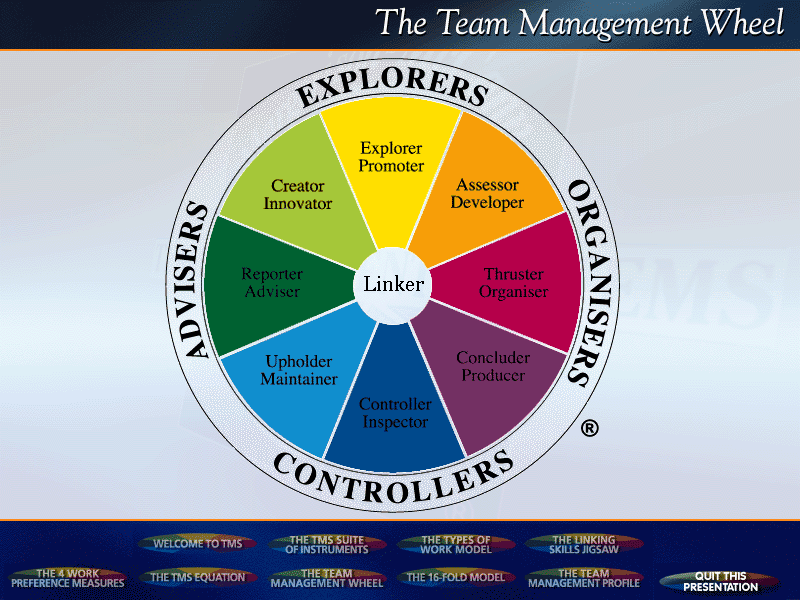 The Team Management Wheel
EXPLORERS
Explorer
Promoter
Creator
Innovator
Assessor
Developer
ADVISERS
ORGANISERS
Reporter
Adviser
Linker
Thruster
Organiser
Upholder
Maintainer
Concluder
Producer
Controller
Inspector
CONTROLLERS
®
WELCOME TO TMS
THE TMS SUITE
OF INSTRUMENTS
THE TYPES OF
WORK MODEL
THE LINKING
SKILLS JIGSAW
THE 4 WORK
PREFERENCE MEASURES
THE TMS EQUATION
THE TEAM
MANAGEMENT WHEEL
THE 16-FOLD MODEL
THE TEAM
MANAGEMENT PROFILE
QUIT THIS
PRESENTATION